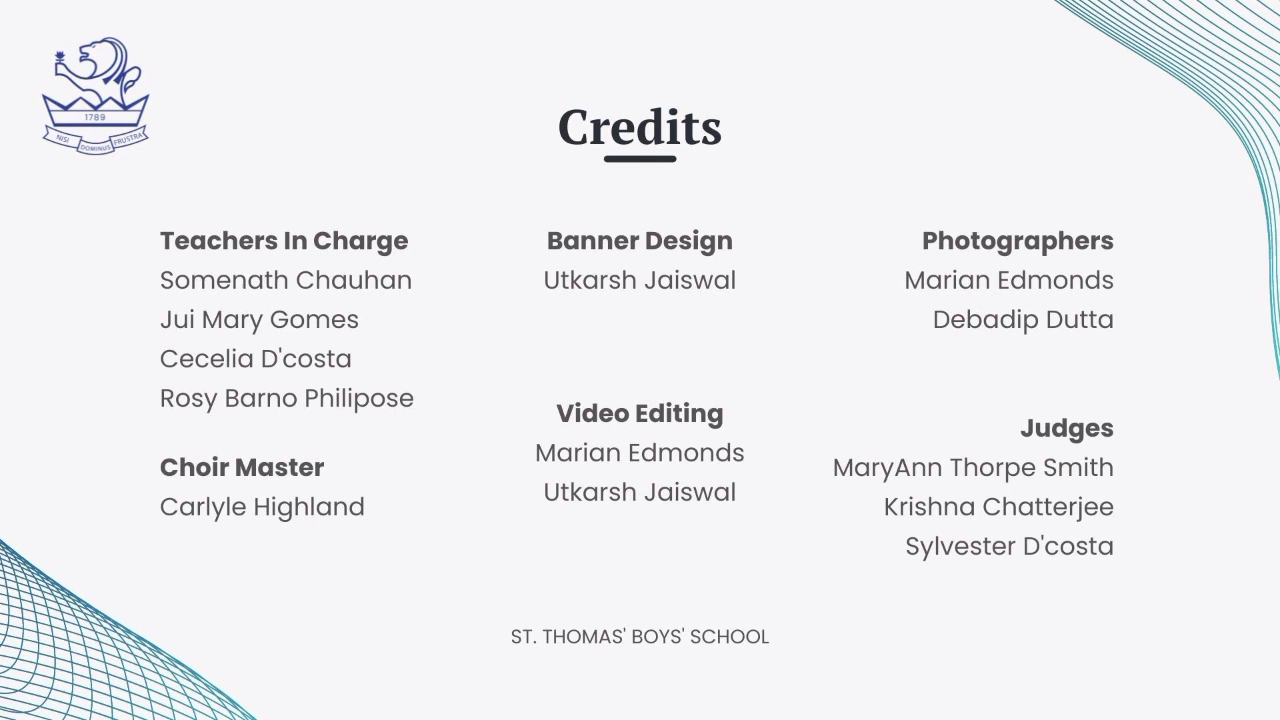 1789
NISI DOMINUS FRUSTRA
Credits
Teachers In Charge
Somenath Chauhan
Jui Mary Gomes
Cecelia D'costa
Rosy Barno Philipose
Choir Master
Carlyle Highland
Banner Design
Utkarsh Jaiswal
Video Editing
Marian Edmonds
Utkarsh Jaiswal
Photographers
Marian Edmonds
Debadip Dutta
Judges
MaryAnn Thorpe Smith
Krishna Chatterjee
Sylvester D'costa
ST. THOMAS' BOYS' SCHOOL